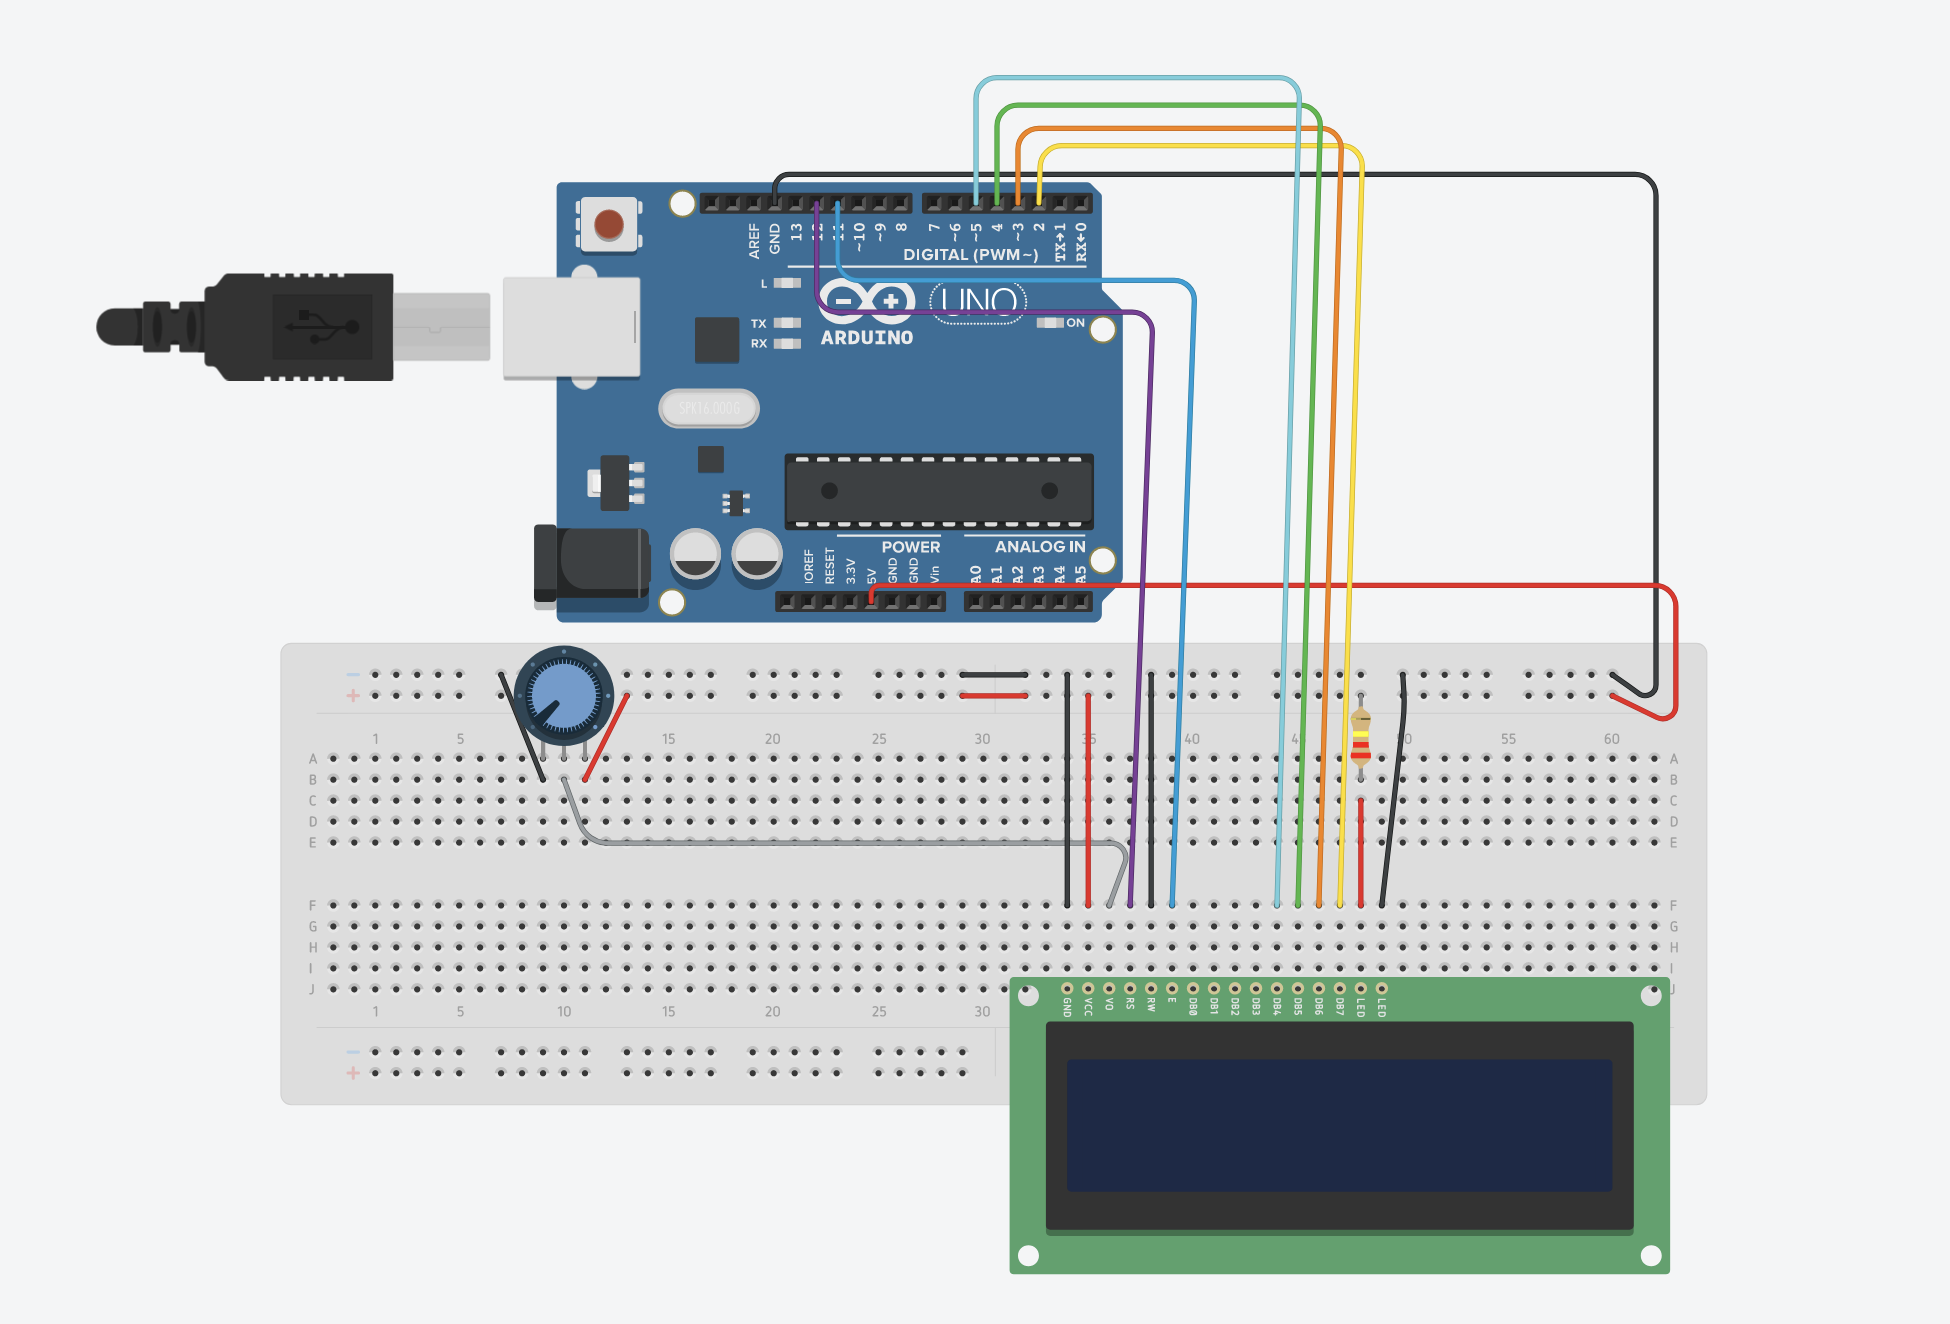 AREF
GND
13
12
11
~10
~9
8
7
~6
~5
4
~3
2
TX→1
RX←0
DIGITAL (PWM~)
L
TX
RX
UNO
ON
ARDUINO
SPK16.000G
POWER
ANALOG IN
IOREF
RESET
3.3V
5V
GND
GND
Vin
A0
A1
A2
A3
A4
A5
− 
+
1 5 15 20 25 30 35 40 45 50 55 60
A A
B B
C C
D D
E E
F F
G G
H H
I I
J J
GND VCC VO RS RW E DB0 DB1 DB2 DB3 DB4 DB5 DB6 DB7 LED LED
1 5 10 15 20 25 30
−
+